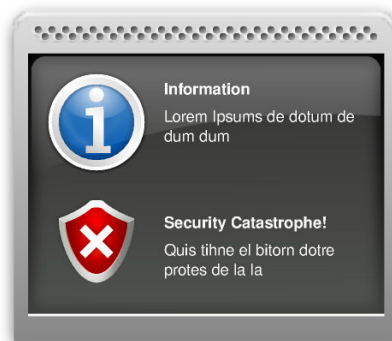 Information
Lorem Ipsums de dotum de
dum dum
Security Catastrophe!
Quis tihne el bitorn dotre
protes de la la